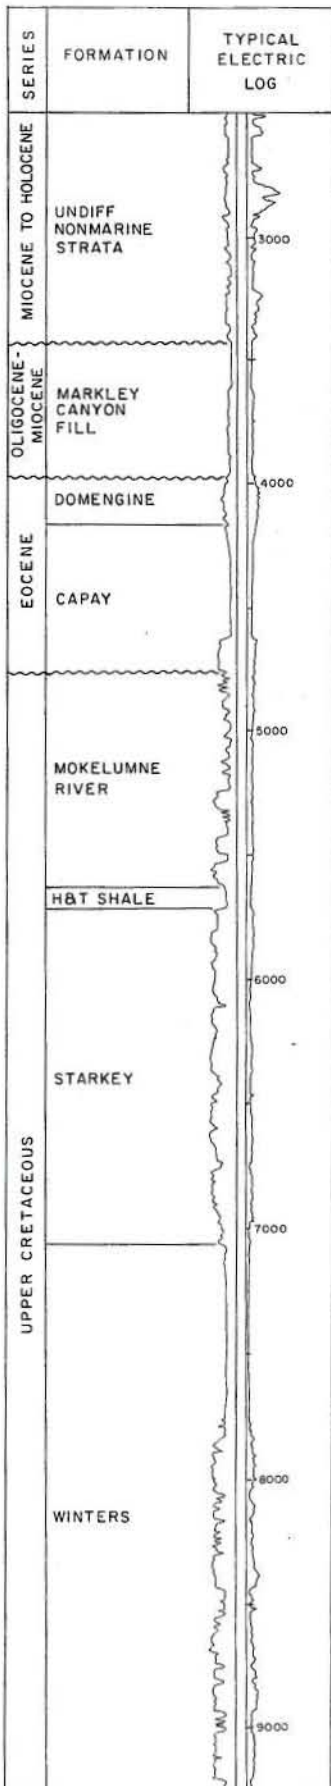 SERIES
FORMATION
TYPICAL
ELECTRIC
LOG
MIOCENE TO HOLOCENE
UNDIFF
NONMARINE
STRATA
3000
OLIGOCENE-
MIOCENE
MARKLEY
CANYON
FILL
4000
EOCENE
DOMENGINE
CAPAY
UPPER CRETACEOUS
5000
MOKELUMNE
RIVER
H&T SHALE
6000
STARKEY
7000
8000
WINTERS
9000